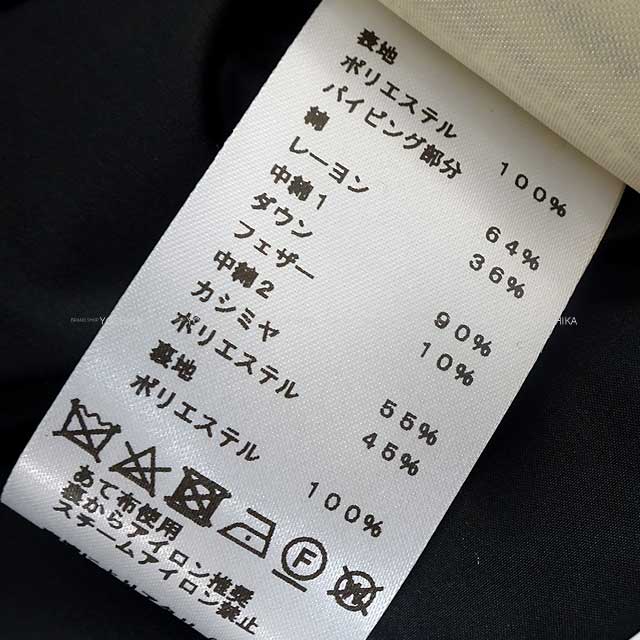 表地
ポリエステル 100%
パイピング部分
綿 64%
レーヨン 36%
中綿1
ダウン 90%
フェザー 10%
中綿2
カシミヤ 55%
ポリエステル 45%
裏地
ポリエステル 100%
F
W
あて布使用
裏からアイロン推奨
スチームアイロン禁止